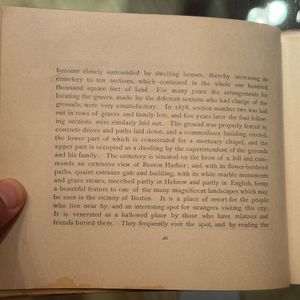 become closely surrounded by dwelling houses, thereby increasing its
cemetery to ten sections, which contained in the whole one hundred
thousand square feet of land. For many years the arrangements for
locating the graves, made by the different sextons who had charge of the
grounds, were very unsatisfactory. In 1878, section number two was laid
out in rows of graves and family lots, and five years later the four follow-
ing sections were similarly laid out. The ground was properly fenced in,
concrete drives and paths laid down, and a commodious building erected,
the lower part of which is consecrated for a mortuary chapel, and the
upper part is occupied as a dwelling by the superintendent of the grounds
and his family. The cemetery is situated on the brow of a hill and com-
mands an extensive view of Boston Harbor; and with its flower-bordered
paths, quaint entrance gate and building, with its white marble monuments
and grave stones, inscribed partly in Hebrew and partly in English, forms
a beautiful feature to one of the many magnificent landscapes which may
be seen in the vicinity of Boston. It is a place of resort for the people
who live near by, and an interesting spot for strangers visiting this city.
It is venerated as a hallowed place by those who have relatives and
friends buried there. They frequently visit the spot, and by reading the
26